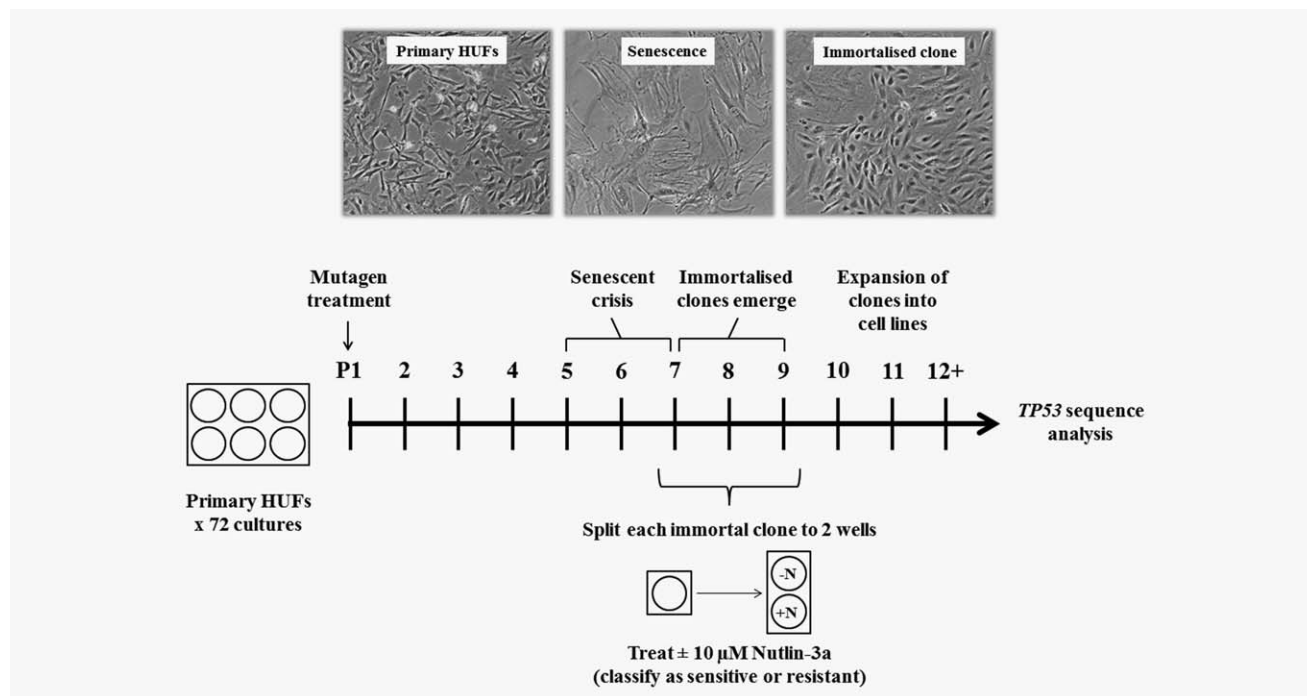 Primary HUFs
Senescence
Immortalised clone
Mutagen
treatment
Senescent
crisis
Immortalised
clones emerge
Expansion of
clones into
cell lines
P1 2 3 4 5 6 7 8 9 10 11 12+
TP53 sequence
analysis
Primary HUFs
x 72 cultures
Split each immortal clone to 2 wells
-N
+N
Treat ± 10 µM Nutlin-3a
(classify as sensitive or resistant)